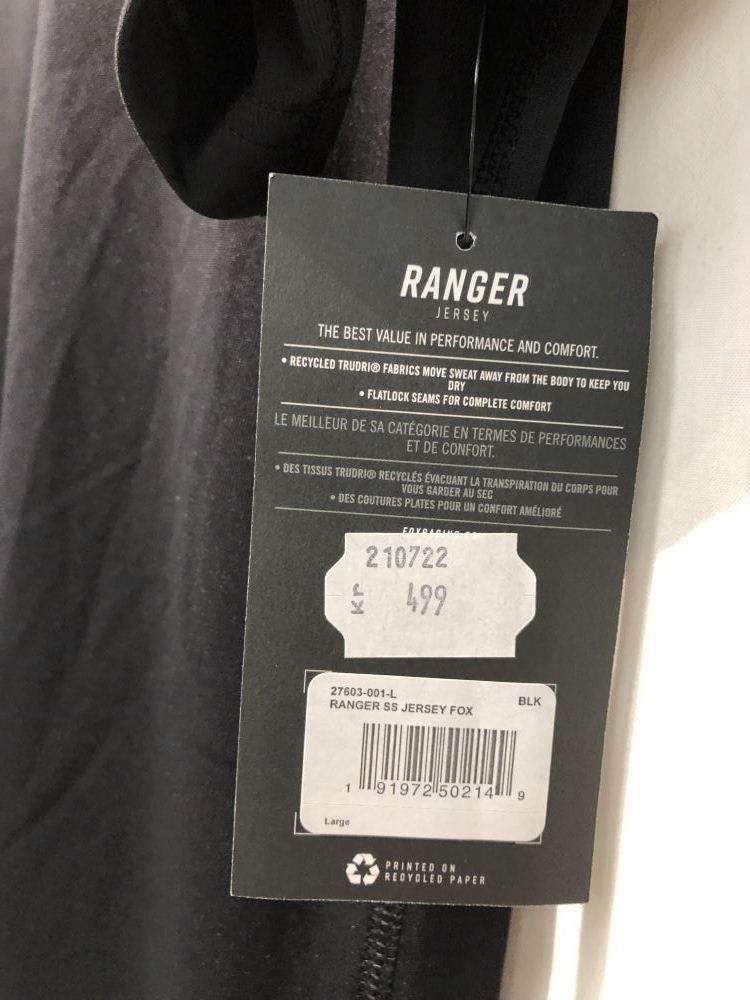 RANGER
JERSEY
THE BEST VALUE IN PERFORMANCE AND COMFORT.
• RECYCLED TRUDRI® FABRICS MOVE SWEAT AWAY FROM THE BODY TO KEEP YOU
DRY
• FLATLOCK SEAMS FOR COMPLETE COMFORT
LE MEILLEUR DE SA CATÉGORIE EN TERMES DE PERFORMANCES
ET DE CONFORT.
• DES TISSUS TRUDRI® RECYCLÉS ÉVACUANT LA TRANSPIRATION DU CORPS POUR
VOUS GARDER AU SEC
• DES COUTURES PLATES POUR UN CONFORT AMÉLIORÉ
210722
Kr 499
27603-001-L BLK
RANGER SS JERSEY FOX
1 91972 50214 9
Large
PRINTED ON
RECYCLED PAPER